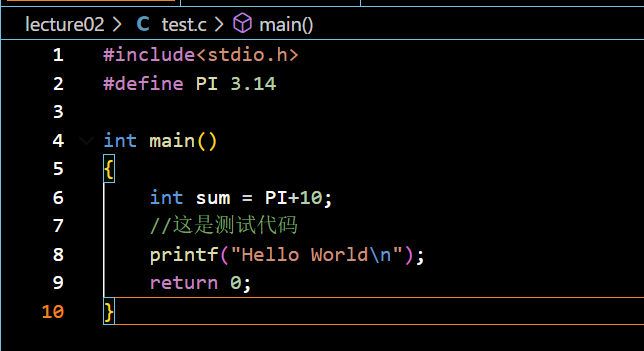 lecture02 > C test.c > main()
1 #include<stdio.h>
2 #define PI 3.14
3
4 int main()
5 {
6     int sum = PI+10;
7     //这是测试代码
8     printf("Hello World\n");
9     return 0;
10 }